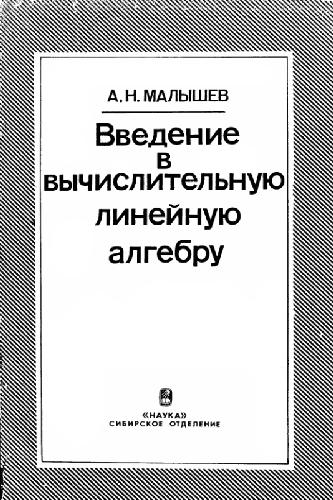 А. Н. МАЛЫШЕВ
Введение
в
вычислительную
линейную
алгебру
«НАУКА»
СИБИРСКОЕ ОТДЕЛЕНИЕ